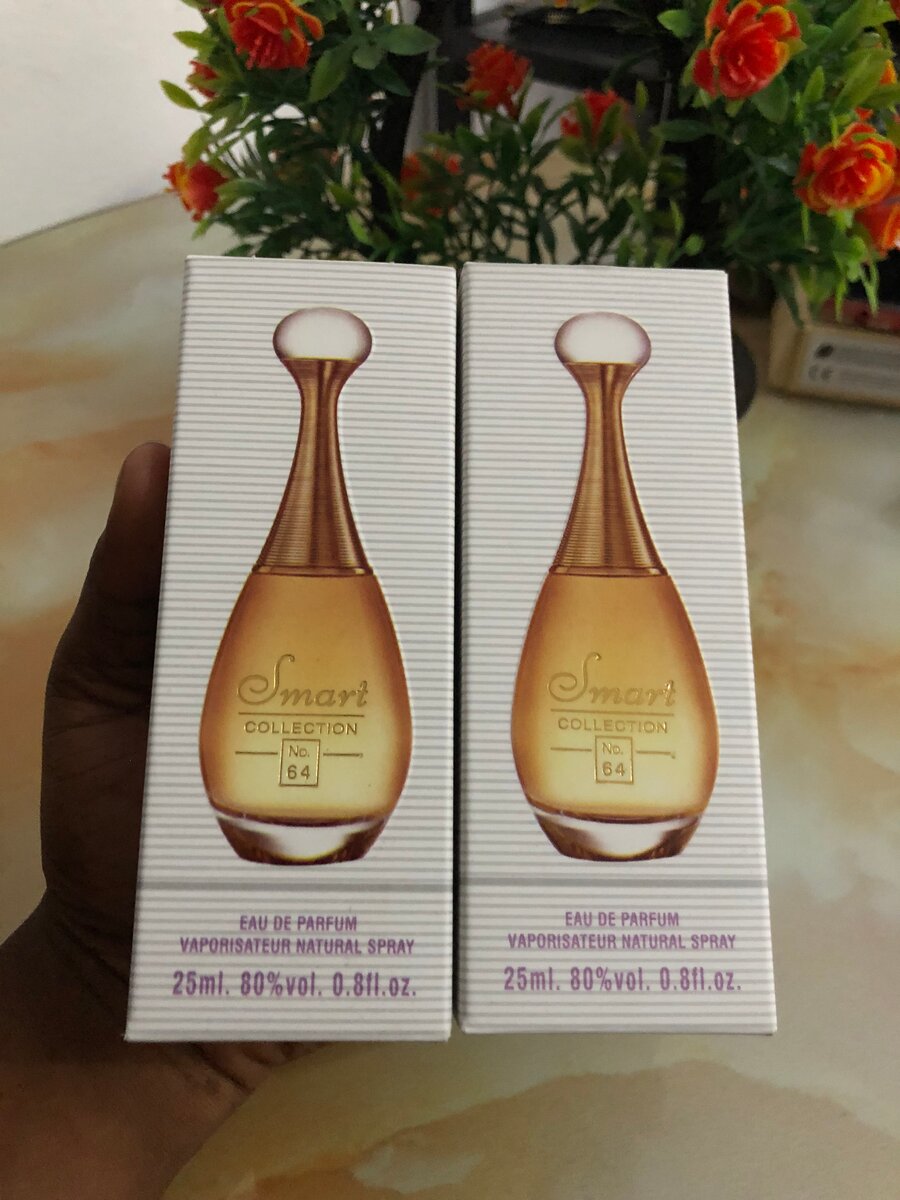 Smart
COLLECTION
No.
64
EAU DE PARFUM
VAPORISATEUR NATURAL SPRAY
25ml. 80%vol. 0.8fl.oz.
Smart
COLLECTION
No.
64
EAU DE PARFUM
VAPORISATEUR NATURAL SPRAY
25ml. 80%vol. 0.8fl.oz.